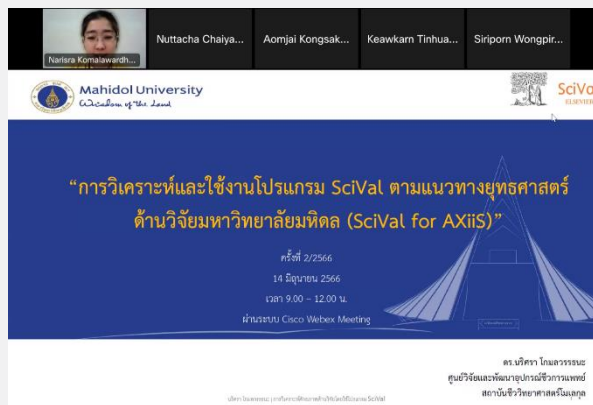 Narisra Komalawardh...
Nuttacha Chaiya...
Aomjai Kongsak...
Keawkarn Tinhua...
Siriporn Wongpir...
Mahidol University
Wisdom of the Land
SciVa
ELSEVIER
“การวิเคราะห์และใช้งานโปรแกรม SciVal ตามแนวทางยุทธศาสตร์
ด้านวิจัยมหาวิทยาลัยมหิดล (SciVal for AXiiS)”
ครั้งที่ 2/2566
14 มิถุนายน 2566
เวลา 9.00 – 12.00 น.
ผ่านระบบ Cisco Webex Meeting
ดร.นริศรา โกมลวรรธนะ
ศูนย์วิจัยและพัฒนาอุปกรณ์ชีวการแพทย์
สถาบันชีววิทยาศาสตร์โมเลกุล